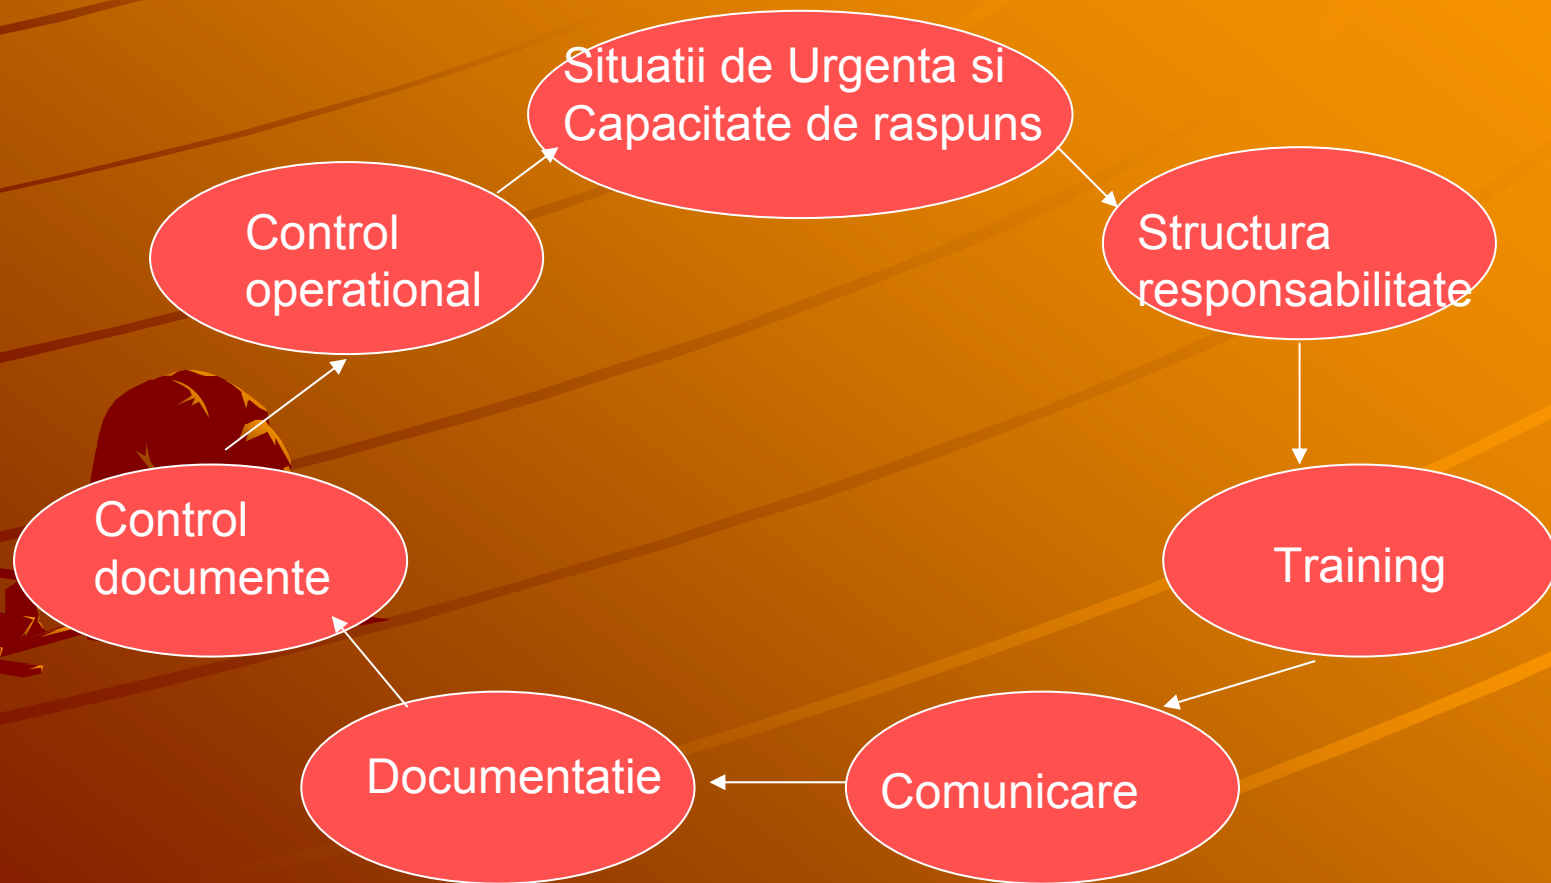 Situatii de Urgenta si
Capacitate de raspuns
Structura
responsabilitate
Training
Comunicare
Documentatie
Control
documente
Control
operational